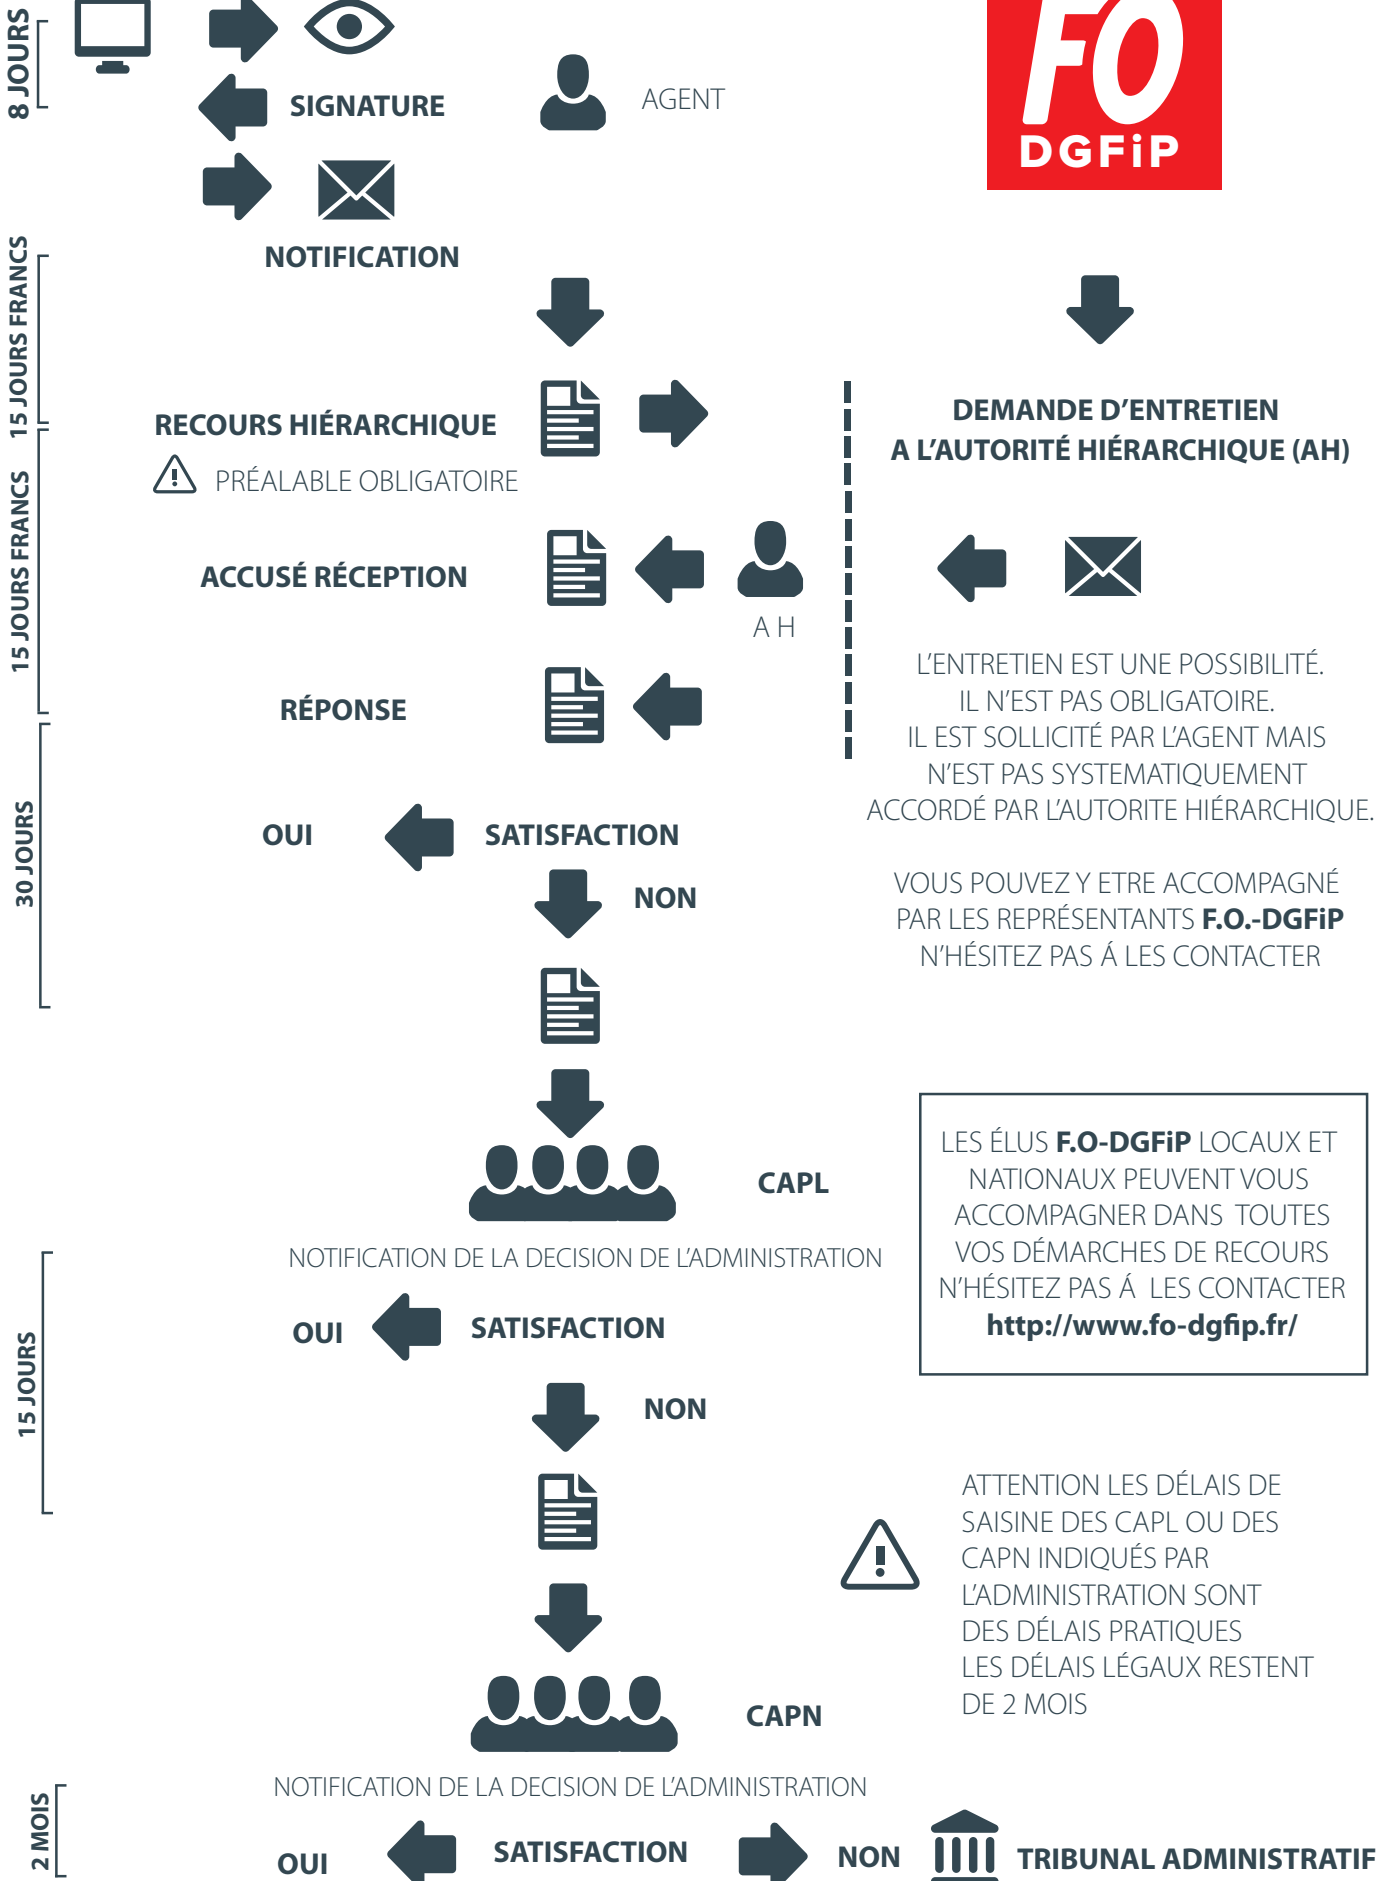 8 JOURS
SIGNATURE
AGENT
FO
DGFiP
NOTIFICATION
15 JOURS FRANCS
RECOURS HIÉRARCHIQUE
PRÉALABLE OBLIGATOIRE
DEMANDE D'ENTRETIEN
A L'AUTORITÉ HIÉRARCHIQUE (AH)
15 JOURS FRANCS
ACCUSÉ RÉCEPTION
A H
RÉPONSE
L'ENTRETIEN EST UNE POSSIBILITÉ.
IL N'EST PAS OBLIGATOIRE.
IL EST SOLLICITÉ PAR L'AGENT MAIS
N'EST PAS SYSTEMATIQUEMENT
ACCORDÉ PAR L'AUTORITE HIÉRARCHIQUE.
30 JOURS
OUI
SATISFACTION
NON
VOUS POUVEZ Y ETRE ACCOMPAGNÉ
PAR LES REPRÉSENTANTS F.O.-DGFiP
N'HÉSITEZ PAS Á LES CONTACTER
CAPL
LES ÉLUS F.O-DGFiP LOCAUX ET
NATIONAUX PEUVENT VOUS
ACCOMPAGNER DANS TOUTES
VOS DÉMARCHES DE RECOURS
N'HÉSITEZ PAS Á LES CONTACTER
http://www.fo-dgfip.fr/
NOTIFICATION DE LA DECISION DE L'ADMINISTRATION
15 JOURS
OUI
SATISFACTION
NON
ATTENTION LES DÉLAIS DE
SAISINE DES CAPL OU DES
CAPN INDIQUÉS PAR
L'ADMINISTRATION SONT
DES DÉLAIS PRATIQUES
LES DÉLAIS LÉGAUX RESTENT
DE 2 MOIS
CAPN
NOTIFICATION DE LA DECISION DE L'ADMINISTRATION
2 MOIS
OUI
SATISFACTION
NON
TRIBUNAL ADMINISTRATIF